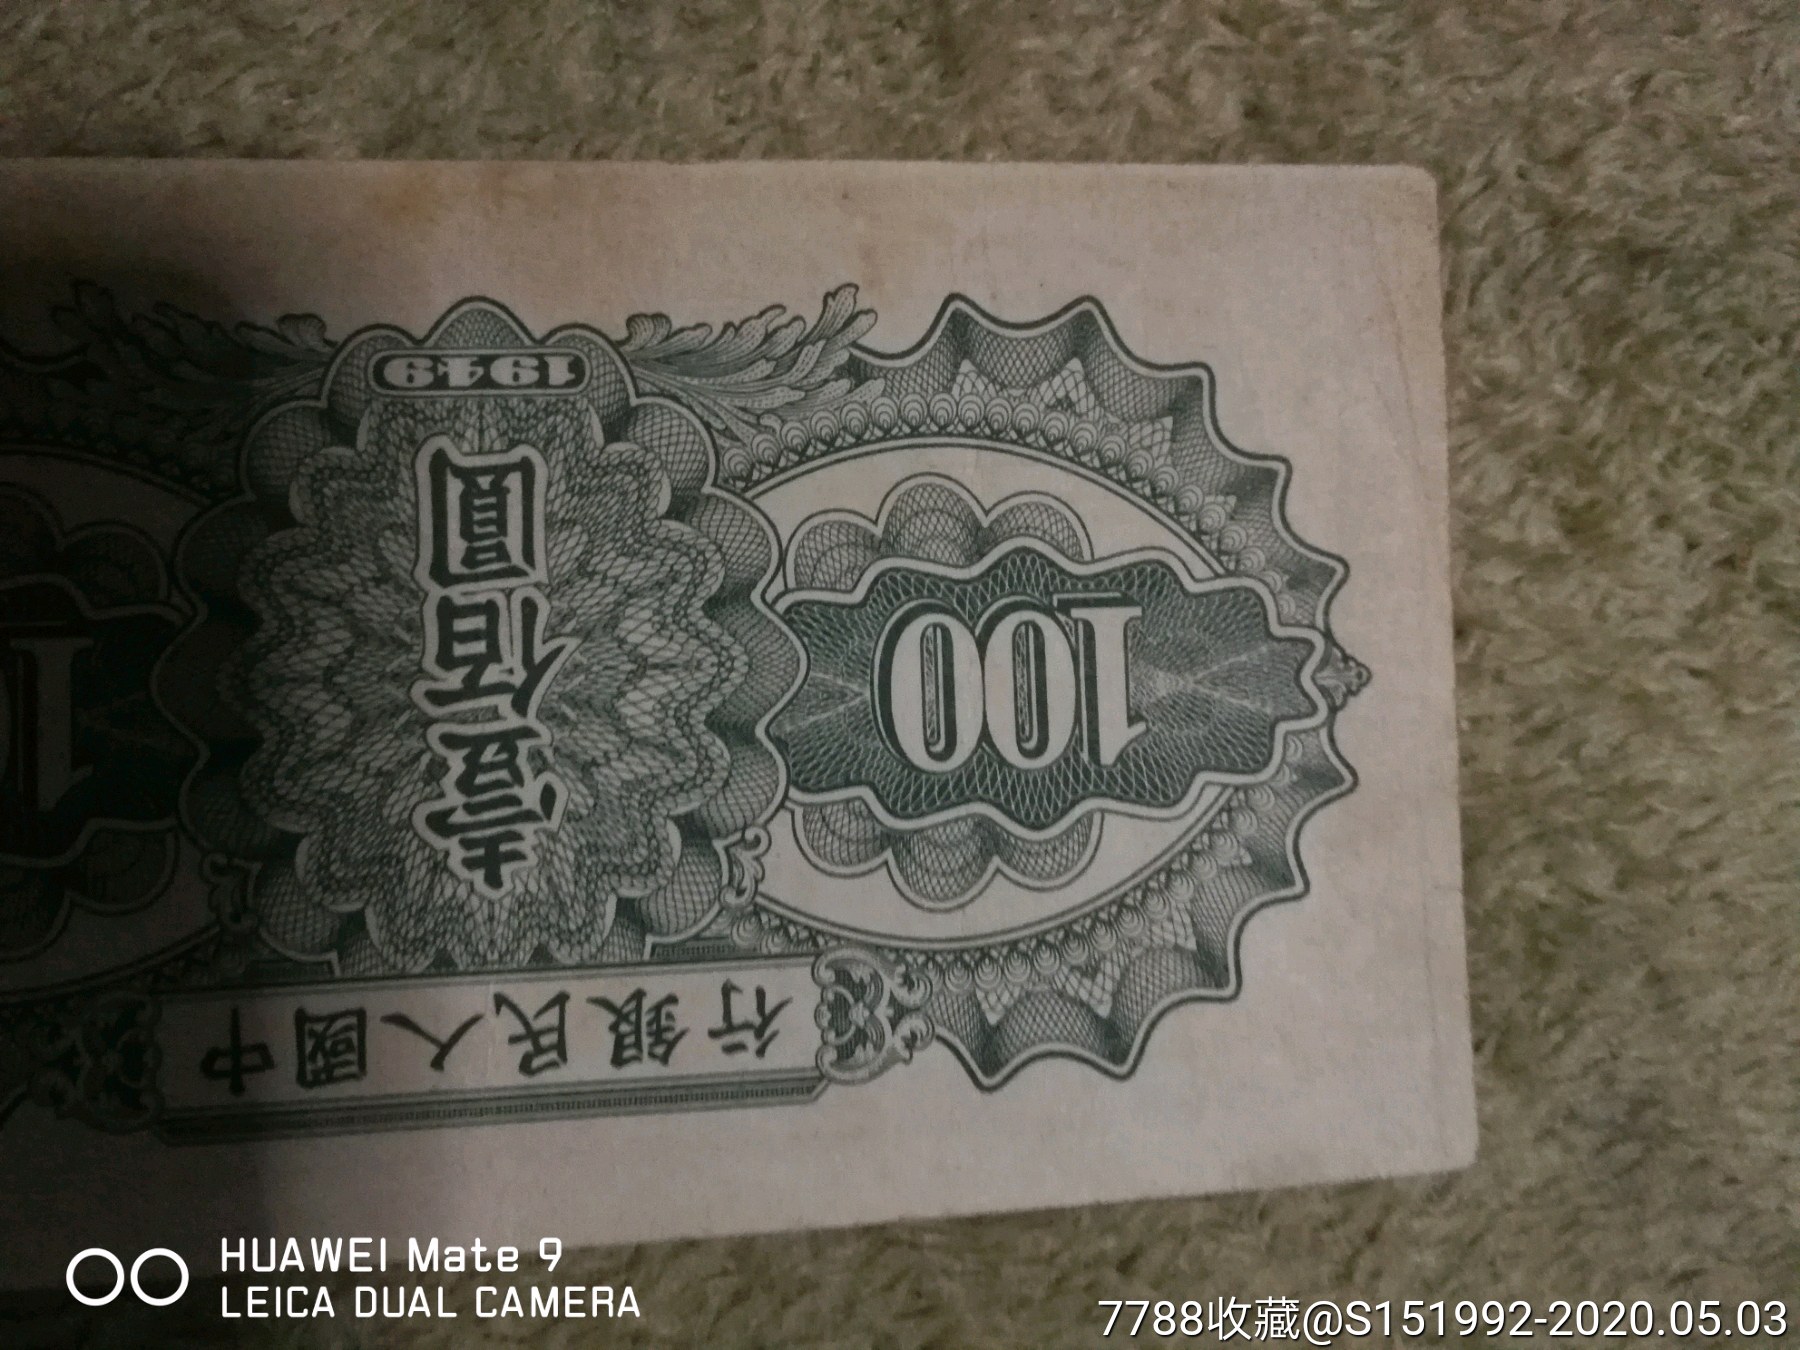 中國人民銀行
壹佰圓
100
1949
HUAWEI Mate 9
LEICA DUAL CAMERA
7788收藏@S151992-2020.05.03